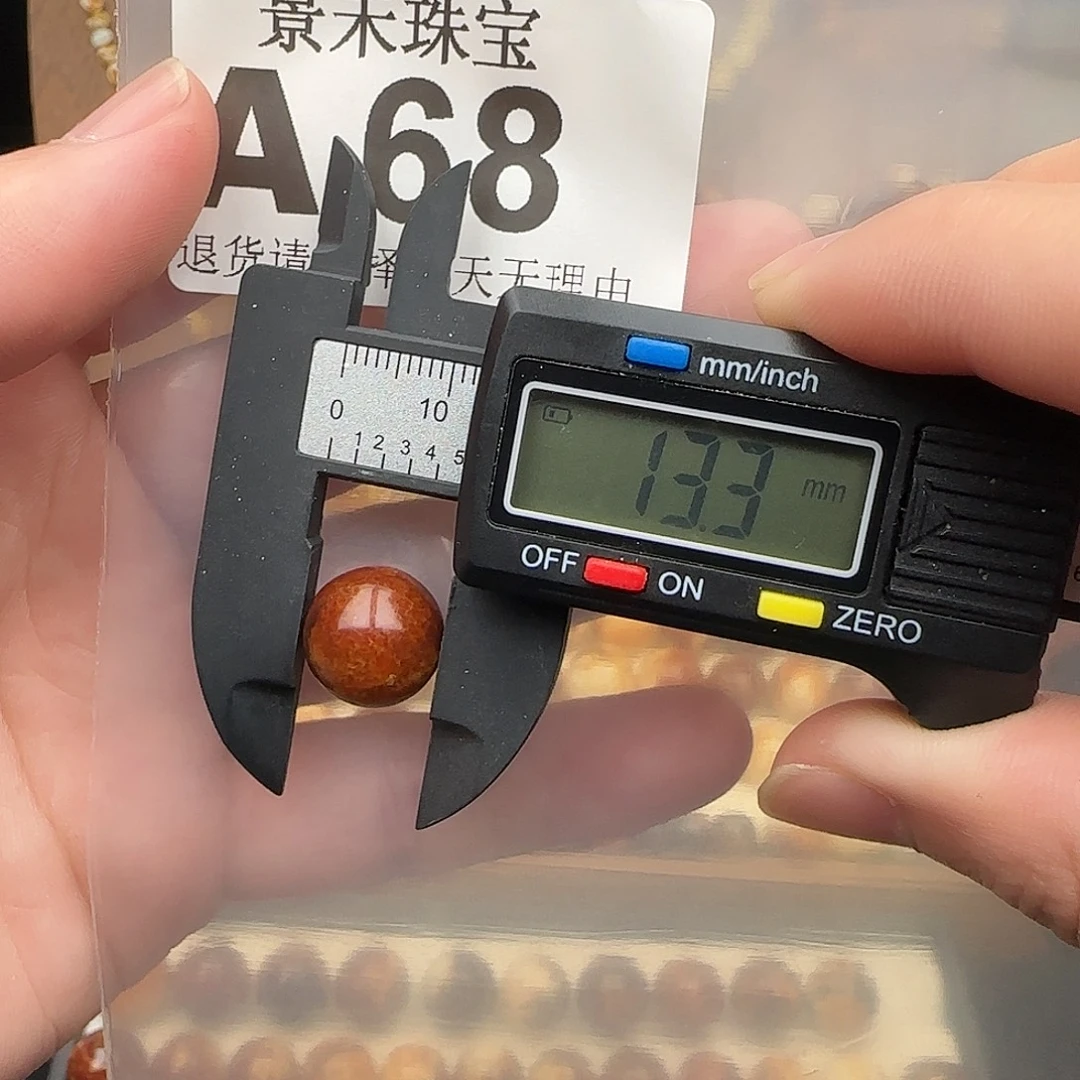 景木珠宝
A 68
退货请 择 天无理由
mm/inch
0 10
1 2 3 4 5
13.3 mm
OFF ON ZERO